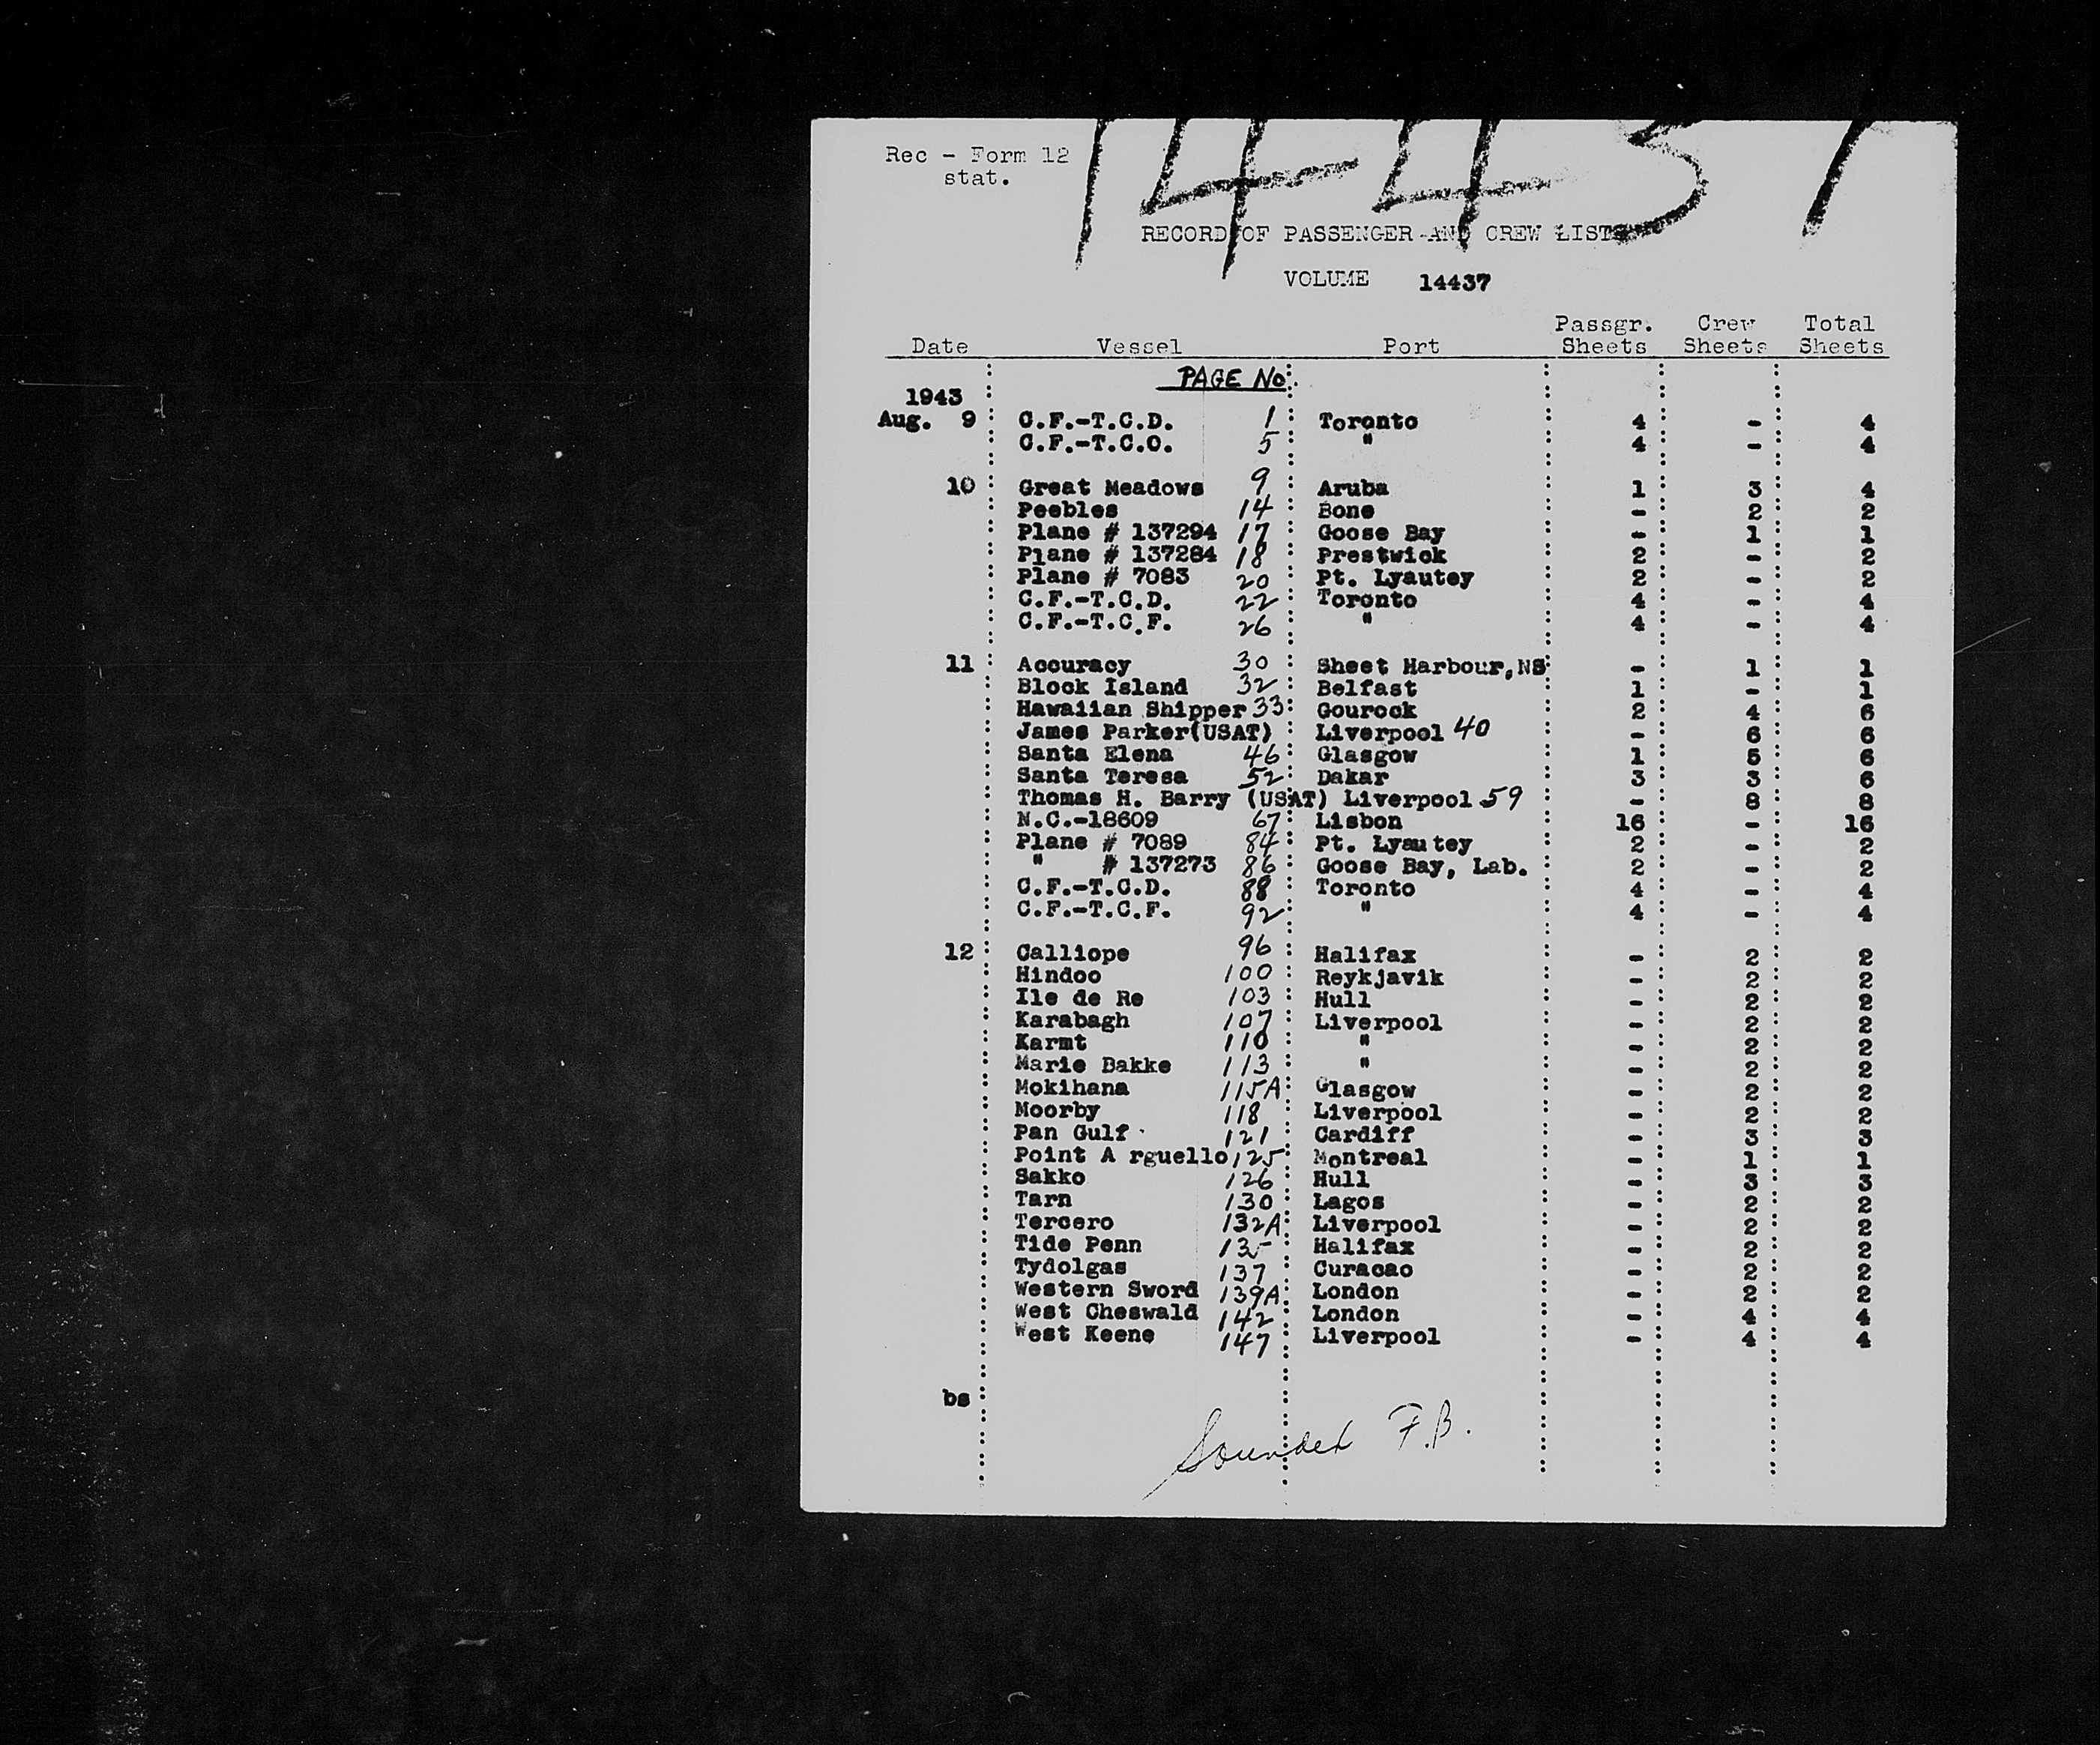 14437
Rec - Form 12
stat.
RECORD OF PASSENGER AND CREW LISTS
VOLUME 14437
Date Vessel Port Passgr. Sheets Crew Sheets Total Sheets
PAGE No.
1943
Aug. 9 C.F.-T.C.D. 1 Toronto 4 - 4
C.F.-T.C.O. 5 " 4 - 4
10 Great Meadows 9 Aruba 1 3 4
Peebles 14 Bone - 2 2
Plane # 137294 17 Goose Bay - 1 1
Plane # 137284 18 Prestwick 2 - 2
Plane # 7083 20 Pt. Lyautey 2 - 2
C.F.-T.C.D. 22 Toronto 4 - 4
C.F.-T.C.F. 26 " 4 - 4
11 Accuracy 30 Sheet Harbour,NS - 1 1
Block Island 32 Belfast 1 - 1
Hawaiian Shipper 33 Gourock 2 4 6
James Parker(USAT) Liverpool 40 - 6 6
Santa Elena 46 Glasgow 1 5 6
Santa Teresa 52 Dakar 3 3 6
Thomas H. Barry (USAT) Liverpool 59 - 8 8
N.C.-18609 67 Lisbon 16 - 16
Plane # 7089 84 Pt. Lyautey 2 - 2
" # 137273 86 Goose Bay, Lab. 2 - 2
C.F.-T.C.D. 88 Toronto 4 - 4
C.F.-T.C.F. 92 " 4 - 4
12 Calliope 96 Halifax - 2 2
Hindoo 100 Reykjavik - 2 2
Ile de Re 103 Hull - 2 2
Karabagh 107 Liverpool - 2 2
Karmt 110 " - 2 2
Marie Bakke 113 " - 2 2
Mokihana 115A Glasgow - 2 2
Moorby 118 Liverpool - 2 2
Pan Gulf 121 Cardiff - 3 3
Point A rguello 125 Montreal - 1 1
Sakko 126 Hull - 3 3
Tarn 130 Lagos - 2 2
Tercero 132A Liverpool - 2 2
Tide Penn 135 Halifax - 2 2
Tydolgas 137 Curacao - 2 2
Western Sword 139A London - 2 2
West Cheswald 142 London - 4 4
West Keene 147 Liverpool - 4 4
bs
Soundex F.B.